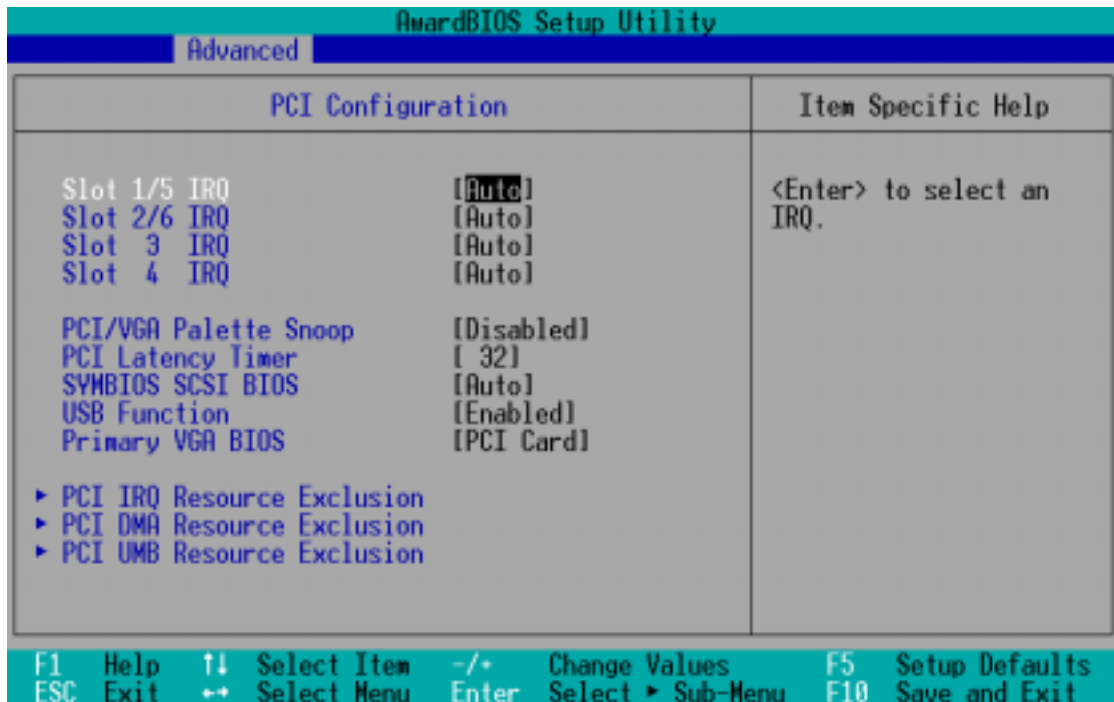 AwardBIOS Setup Utility
Advanced
PCI Configuration
Item Specific Help
Slot 1/5 IRQ [Auto]
Slot 2/6 IRQ [Auto]
Slot 3 IRQ [Auto]
Slot 4 IRQ [Auto]
PCI/VGA Palette Snoop [Disabled]
PCI Latency Timer [ 32]
SYMBIOS SCSI BIOS [Auto]
USB Function [Enabled]
Primary VGA BIOS [PCI Card]
▸ PCI IRQ Resource Exclusion
▸ PCI DMA Resource Exclusion
▸ PCI UMB Resource Exclusion
<Enter> to select an
IRQ.
F1 Help ↑↓ Select Item -/+ Change Values F5 Setup Defaults
ESC Exit ←→ Select Menu Enter Select ▸ Sub-Menu F10 Save and Exit